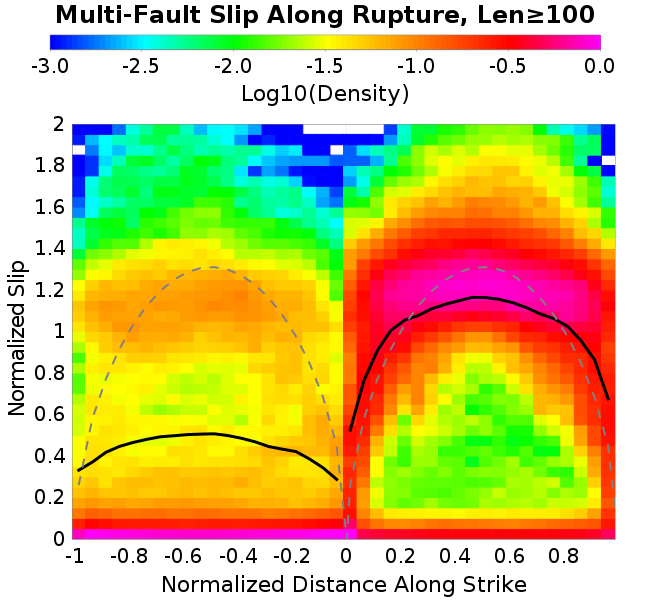 Multi-Fault Slip Along Rupture, Len≥100
-3.0 -2.5 -2.0 -1.5 -1.0 -0.5 0.0
Log10(Density)
2
1.8
1.6
1.4
1.2
1
0.8
0.6
0.4
0.2
0
Normalized Slip
-1 -0.8 -0.6 -0.4 -0.2 0 0.2 0.4 0.6 0.8
Normalized Distance Along Strike